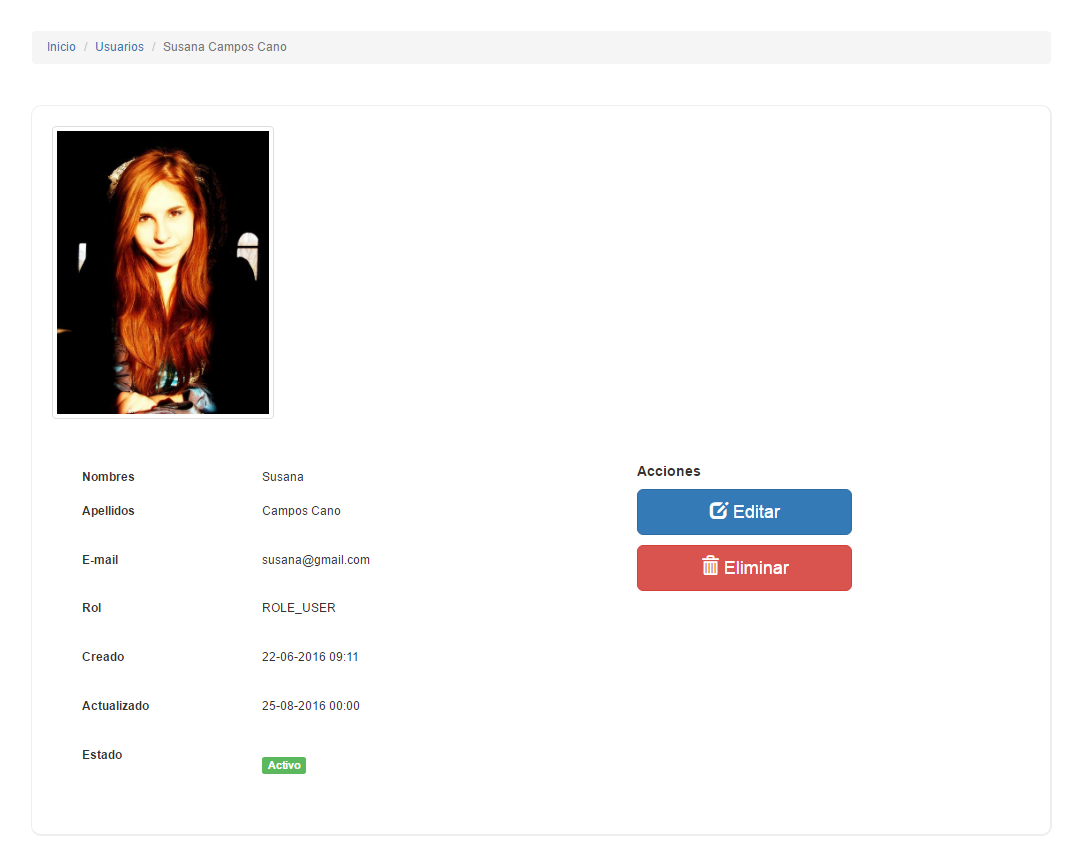 Inicio / Usuarios / Susana Campos Cano
Nombres Susana
Apellidos Campos Cano
E-mail susana@gmail.com
Rol ROLE_USER
Creado 22-06-2016 09:11
Actualizado 25-08-2016 00:00
Estado Activo
Acciones
Editar
Eliminar